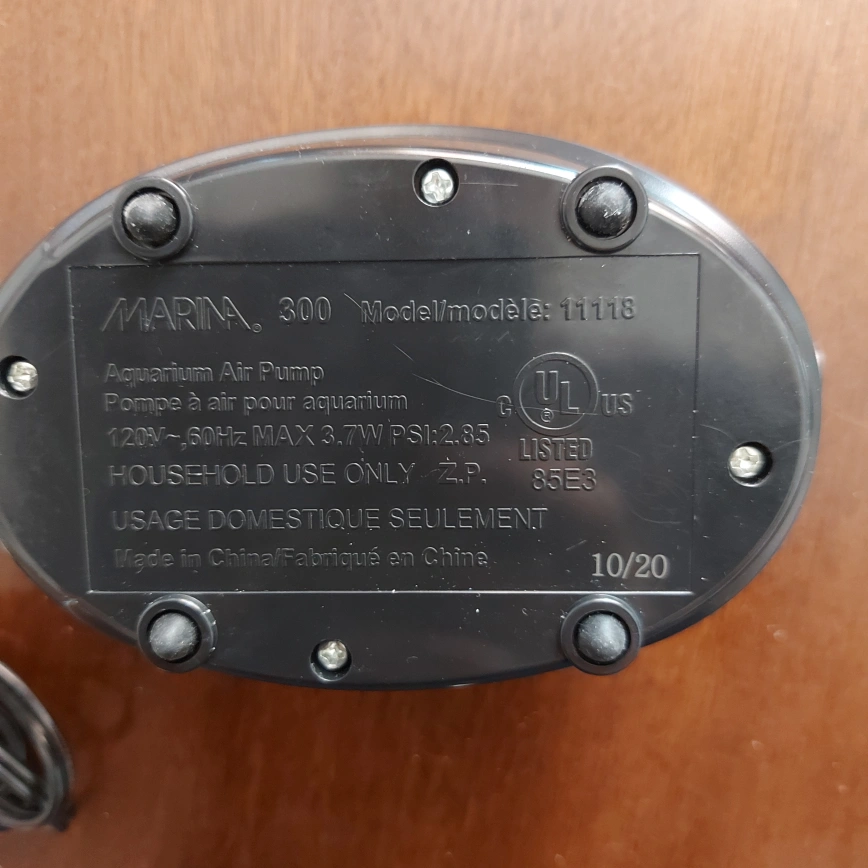 MARINA® 300 Model/modèle: 11118
Aquarium Air Pump
Pompe à air pour aquarium
120V~,60Hz MAX 3.7W PSI:2.85
HOUSEHOLD USE ONLY Z.P.
USAGE DOMESTIQUE SEULEMENT
Made in China/Fabriqué en Chine
C UL® US
LISTED
85E3
10/20